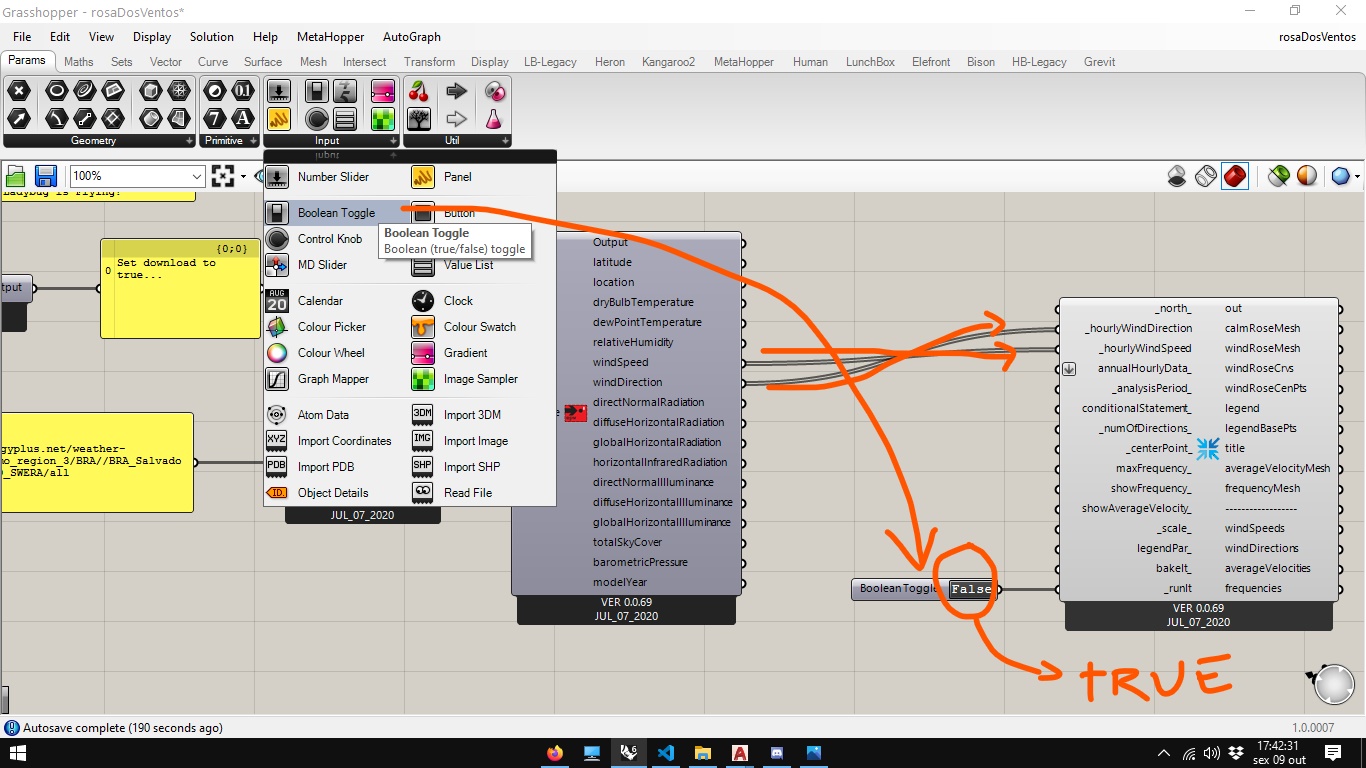 Grasshopper - rosaDosVentos*
File Edit View Display Solution Help MetaHopper AutoGraph rosaDosVentos
Params Maths Sets Vector Curve Surface Mesh Intersect Transform Display LB-Legacy Heron Kangaroo2 MetaHopper Human LunchBox Elefront Bison HB-Legacy Grevit
Geometry Primitive Input Util
100%
Ladybug is Flying!
{0;0}
0 Set download to
true...
tput
gyplus.net/weather-
mo_region_3/BRA//BRA_Salvado
O_SWERA/all
Number Slider Panel
Boolean Toggle Button
Control Knob
MD Slider Value List
Calendar Clock
Colour Picker Colour Swatch
Colour Wheel Gradient
Graph Mapper Image Sampler
Atom Data Import 3DM
Import Coordinates Import Image
Import PDB Import SHP
Object Details Read File
Boolean Toggle
Boolean (true/false) toggle
JUL_07_2020
Output
latitude
location
dryBulbTemperature
dewPointTemperature
relativeHumidity
windSpeed
windDirection
directNormalRadiation
diffuseHorizontalRadiation
globalHorizontalRadiation
horizontalInfraredRadiation
directNormalIlluminance
diffuseHorizontalIlluminance
globalHorizontalIlluminance
totalSkyCover
barometricPressure
modelYear
VER 0.0.69
JUL_07_2020
Boolean Toggle False
_north_ out
_hourlyWindDirection calmRoseMesh
_hourlyWindSpeed windRoseMesh
annualHourlyData_ windRoseCrvs
_analysisPeriod_ windRoseCenPts
conditionalStatement_ legend
_numOfDirections_ legendBasePts
_centerPoint_ title
maxFrequency_ averageVelocityMesh
showFrequency_ frequencyMesh
showAverageVelocity_ ------------------
_scale_ windSpeeds
legendPar_ windDirections
bakeIt_ averageVelocities
_runIt frequencies
VER 0.0.69
JUL_07_2020
tRUE
Autosave complete (190 seconds ago) 1.0.0007
17:42:31
sex 09 out